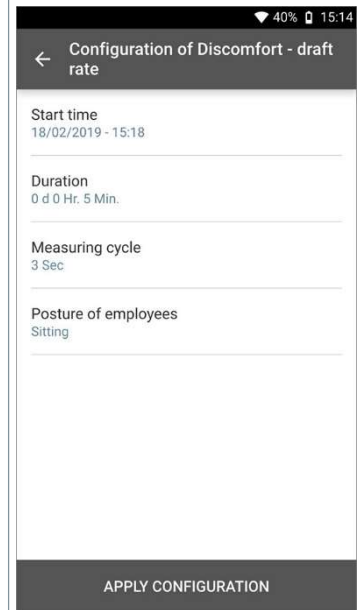 40% 15:14
Configuration of Discomfort - draft
rate
Start time
18/02/2019 - 15:18
Duration
0 d 0 Hr. 5 Min.
Measuring cycle
3 Sec
Posture of employees
Sitting
APPLY CONFIGURATION